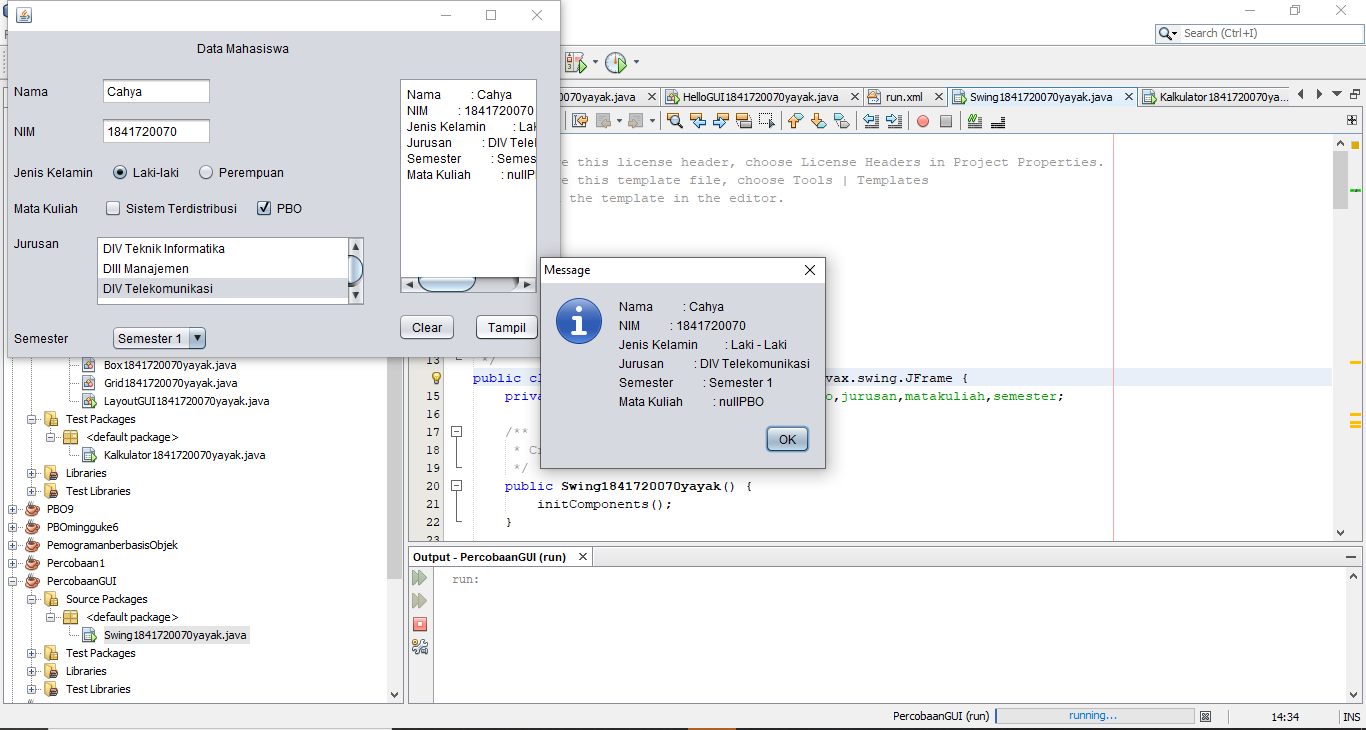 Data Mahasiswa
Nama
Cahya
NIM
1841720070
Jenis Kelamin
Laki-laki
Perempuan
Mata Kuliah
Sistem Terdistribusi
PBO
Jurusan
DIV Teknik Informatika
DIII Manajemen
DIV Telekomunikasi
Semester
Semester 1
Nama : Cahya
NIM : 1841720070
Jenis Kelamin : Lak
Jurusan : DIV Telek
Semester : Semes
Mata Kuliah : nullPB
Clear
Tampil
Message
Nama : Cahya
NIM : 1841720070
Jenis Kelamin : Laki - Laki
Jurusan : DIV Telekomunikasi
Semester : Semester 1
Mata Kuliah : nullPBO
OK
Search (Ctrl+I)
0070yayak.java
HelloGUI1841720070yayak.java
run.xml
Swing1841720070yayak.java
Kalkulator1841720070ya...
e this license header, choose License Headers in Project Properties.
e this template file, choose Tools | Templates
the template in the editor.
13 */
public cl vax.swing.JFrame {
15 priva o,jurusan,matakuliah,semester;
16
17 /**
18 * C
19 */
20 public Swing1841720070yayak() {
21 initComponents();
22 }
23
Box1841720070yayak.java
Grid1841720070yayak.java
LayoutGUI1841720070yayak.java
Test Packages
<default package>
Kalkulator1841720070yayak.java
Libraries
Test Libraries
PBO9
PBOmingguke6
PemogramanberbasisObjek
Percobaan1
PercobaanGUI
Source Packages
<default package>
Swing1841720070yayak.java
Test Packages
Libraries
Test Libraries
Output - PercobaanGUI (run)
run:
PercobaanGUI (run)
running...
14:34
INS